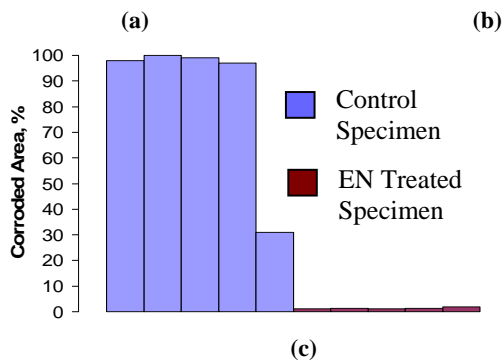 (a) (b)
100
90
80
70
60
50
40
30
20
10
0
Corroded Area, %
Control
Specimen
EN Treated
Specimen
(c)